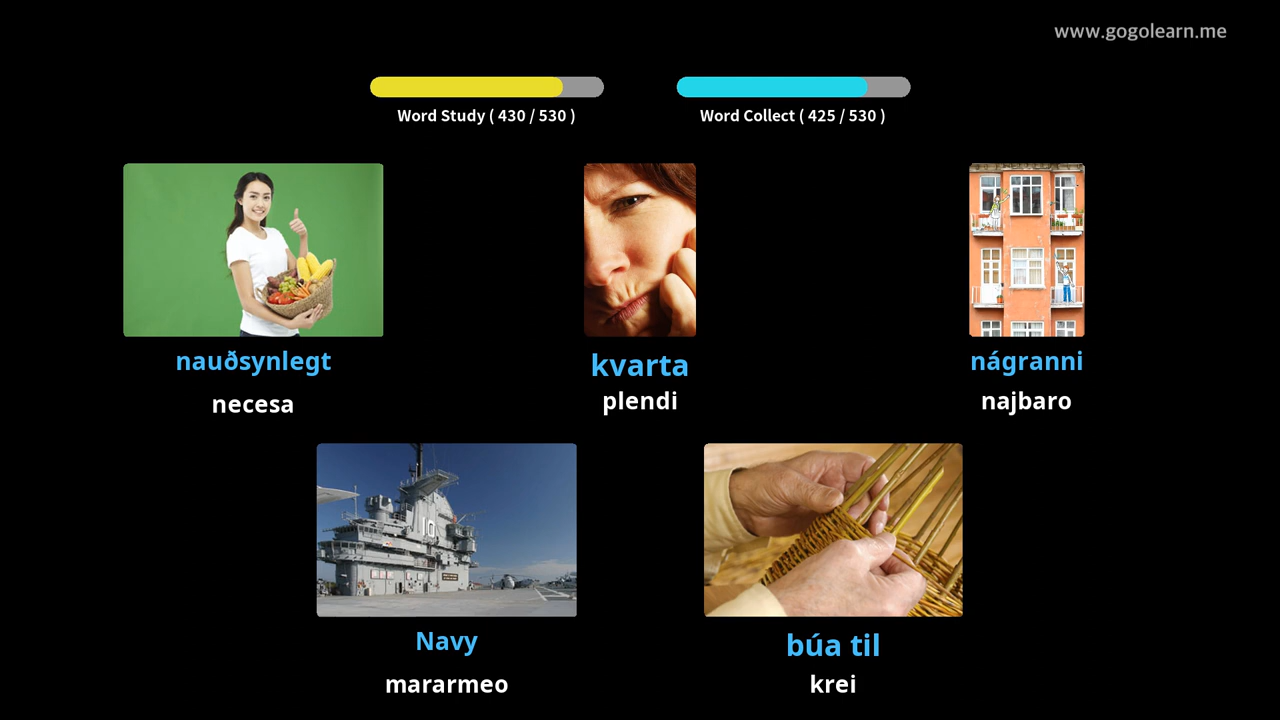 www.gogolearn.me
Word Study ( 430 / 530 )
Word Collect ( 425 / 530 )
nauðsynlegt
necesa
kvarta
plendi
nágranni
najbaro
10
Navy
mararmeo
búa til
krei